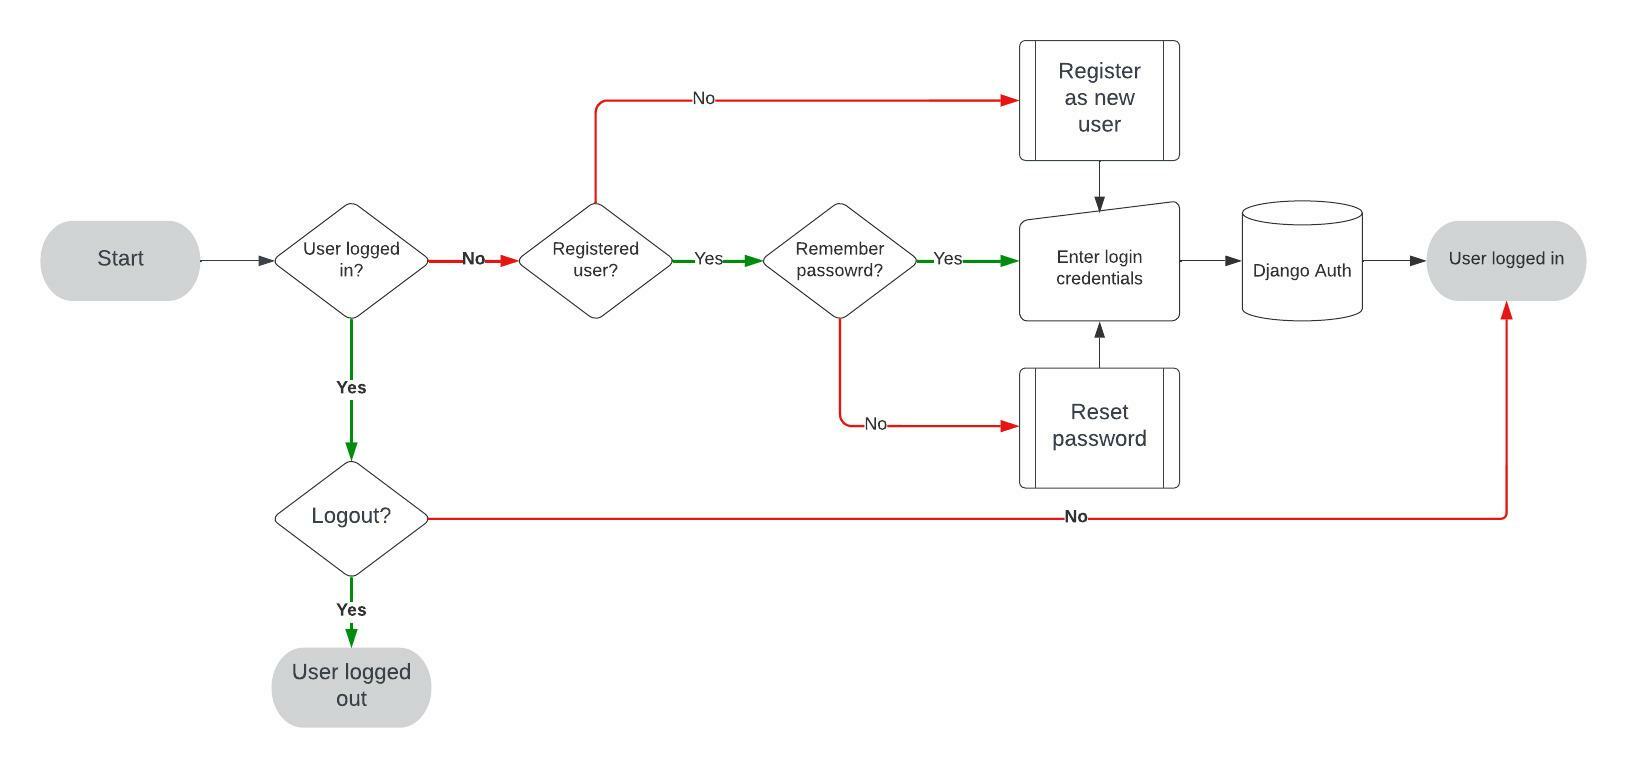 No
Register
as new
user
Start
User logged
in?
No
Registered
user?
Yes
Remember
passowrd?
Yes
Enter login
credentials
Django Auth
User logged in
Yes
No
Reset
password
Logout?
No
Yes
User logged
out